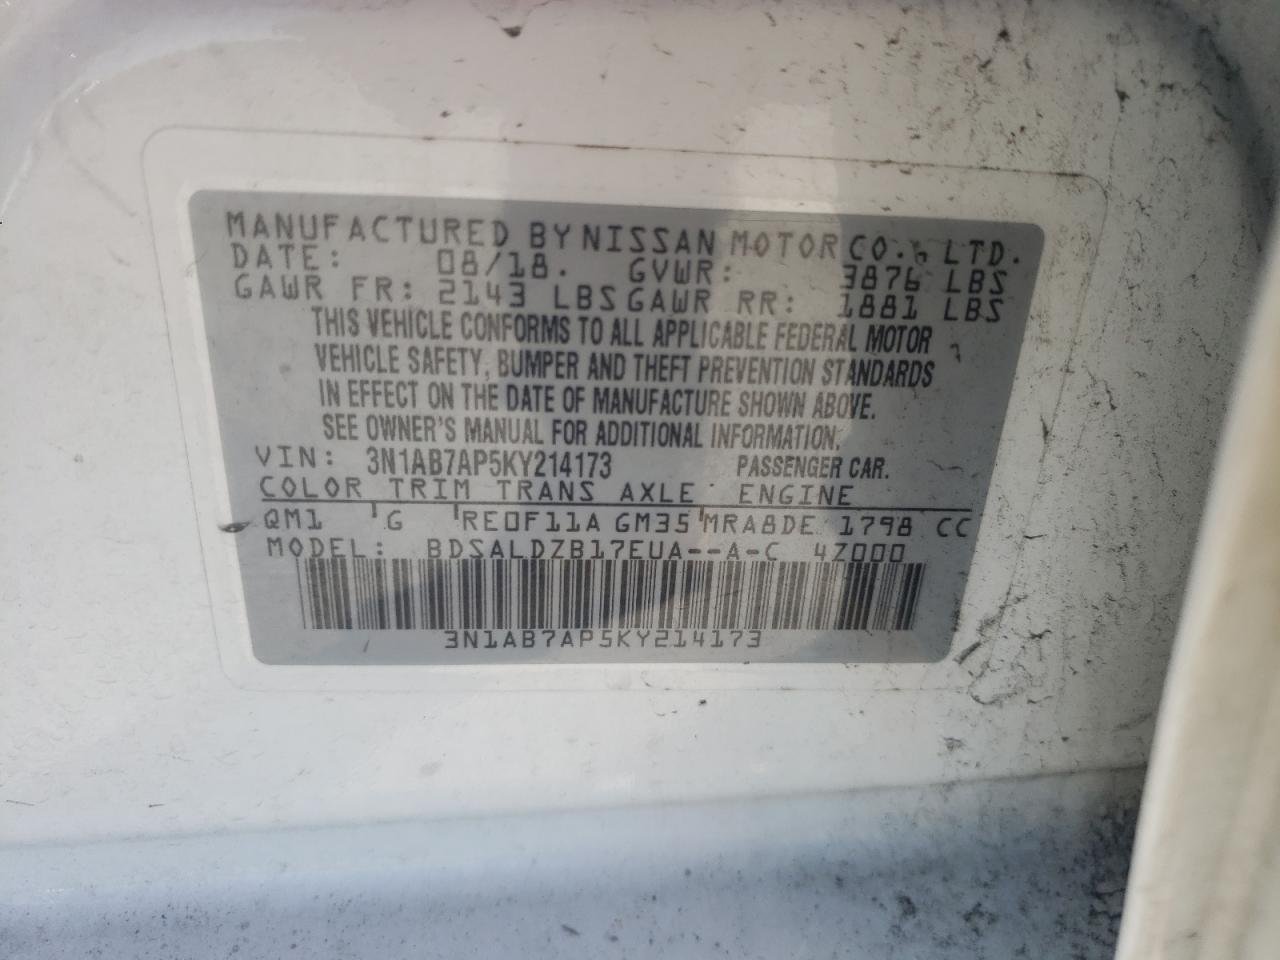 MANUFACTURED BY NISSAN MOTOR CO., LTD.
DATE: 08/18. GVWR: 3876 LBS
GAWR FR: 2143 LBS GAWR RR: 1881 LBS
THIS VEHICLE CONFORMS TO ALL APPLICABLE FEDERAL MOTOR
VEHICLE SAFETY, BUMPER AND THEFT PREVENTION STANDARDS
IN EFFECT ON THE DATE OF MANUFACTURE SHOWN ABOVE.
SEE OWNER'S MANUAL FOR ADDITIONAL INFORMATION.
VIN: 3N1AB7AP5KY214173 PASSENGER CAR.
COLOR TRIM TRANS AXLE ENGINE
QM1 G RE0F11A GM35 MRA8DE 1798 CC
MODEL: BDSALDZB17EUA--A-C 4Z000
3N1AB7AP5KY214173